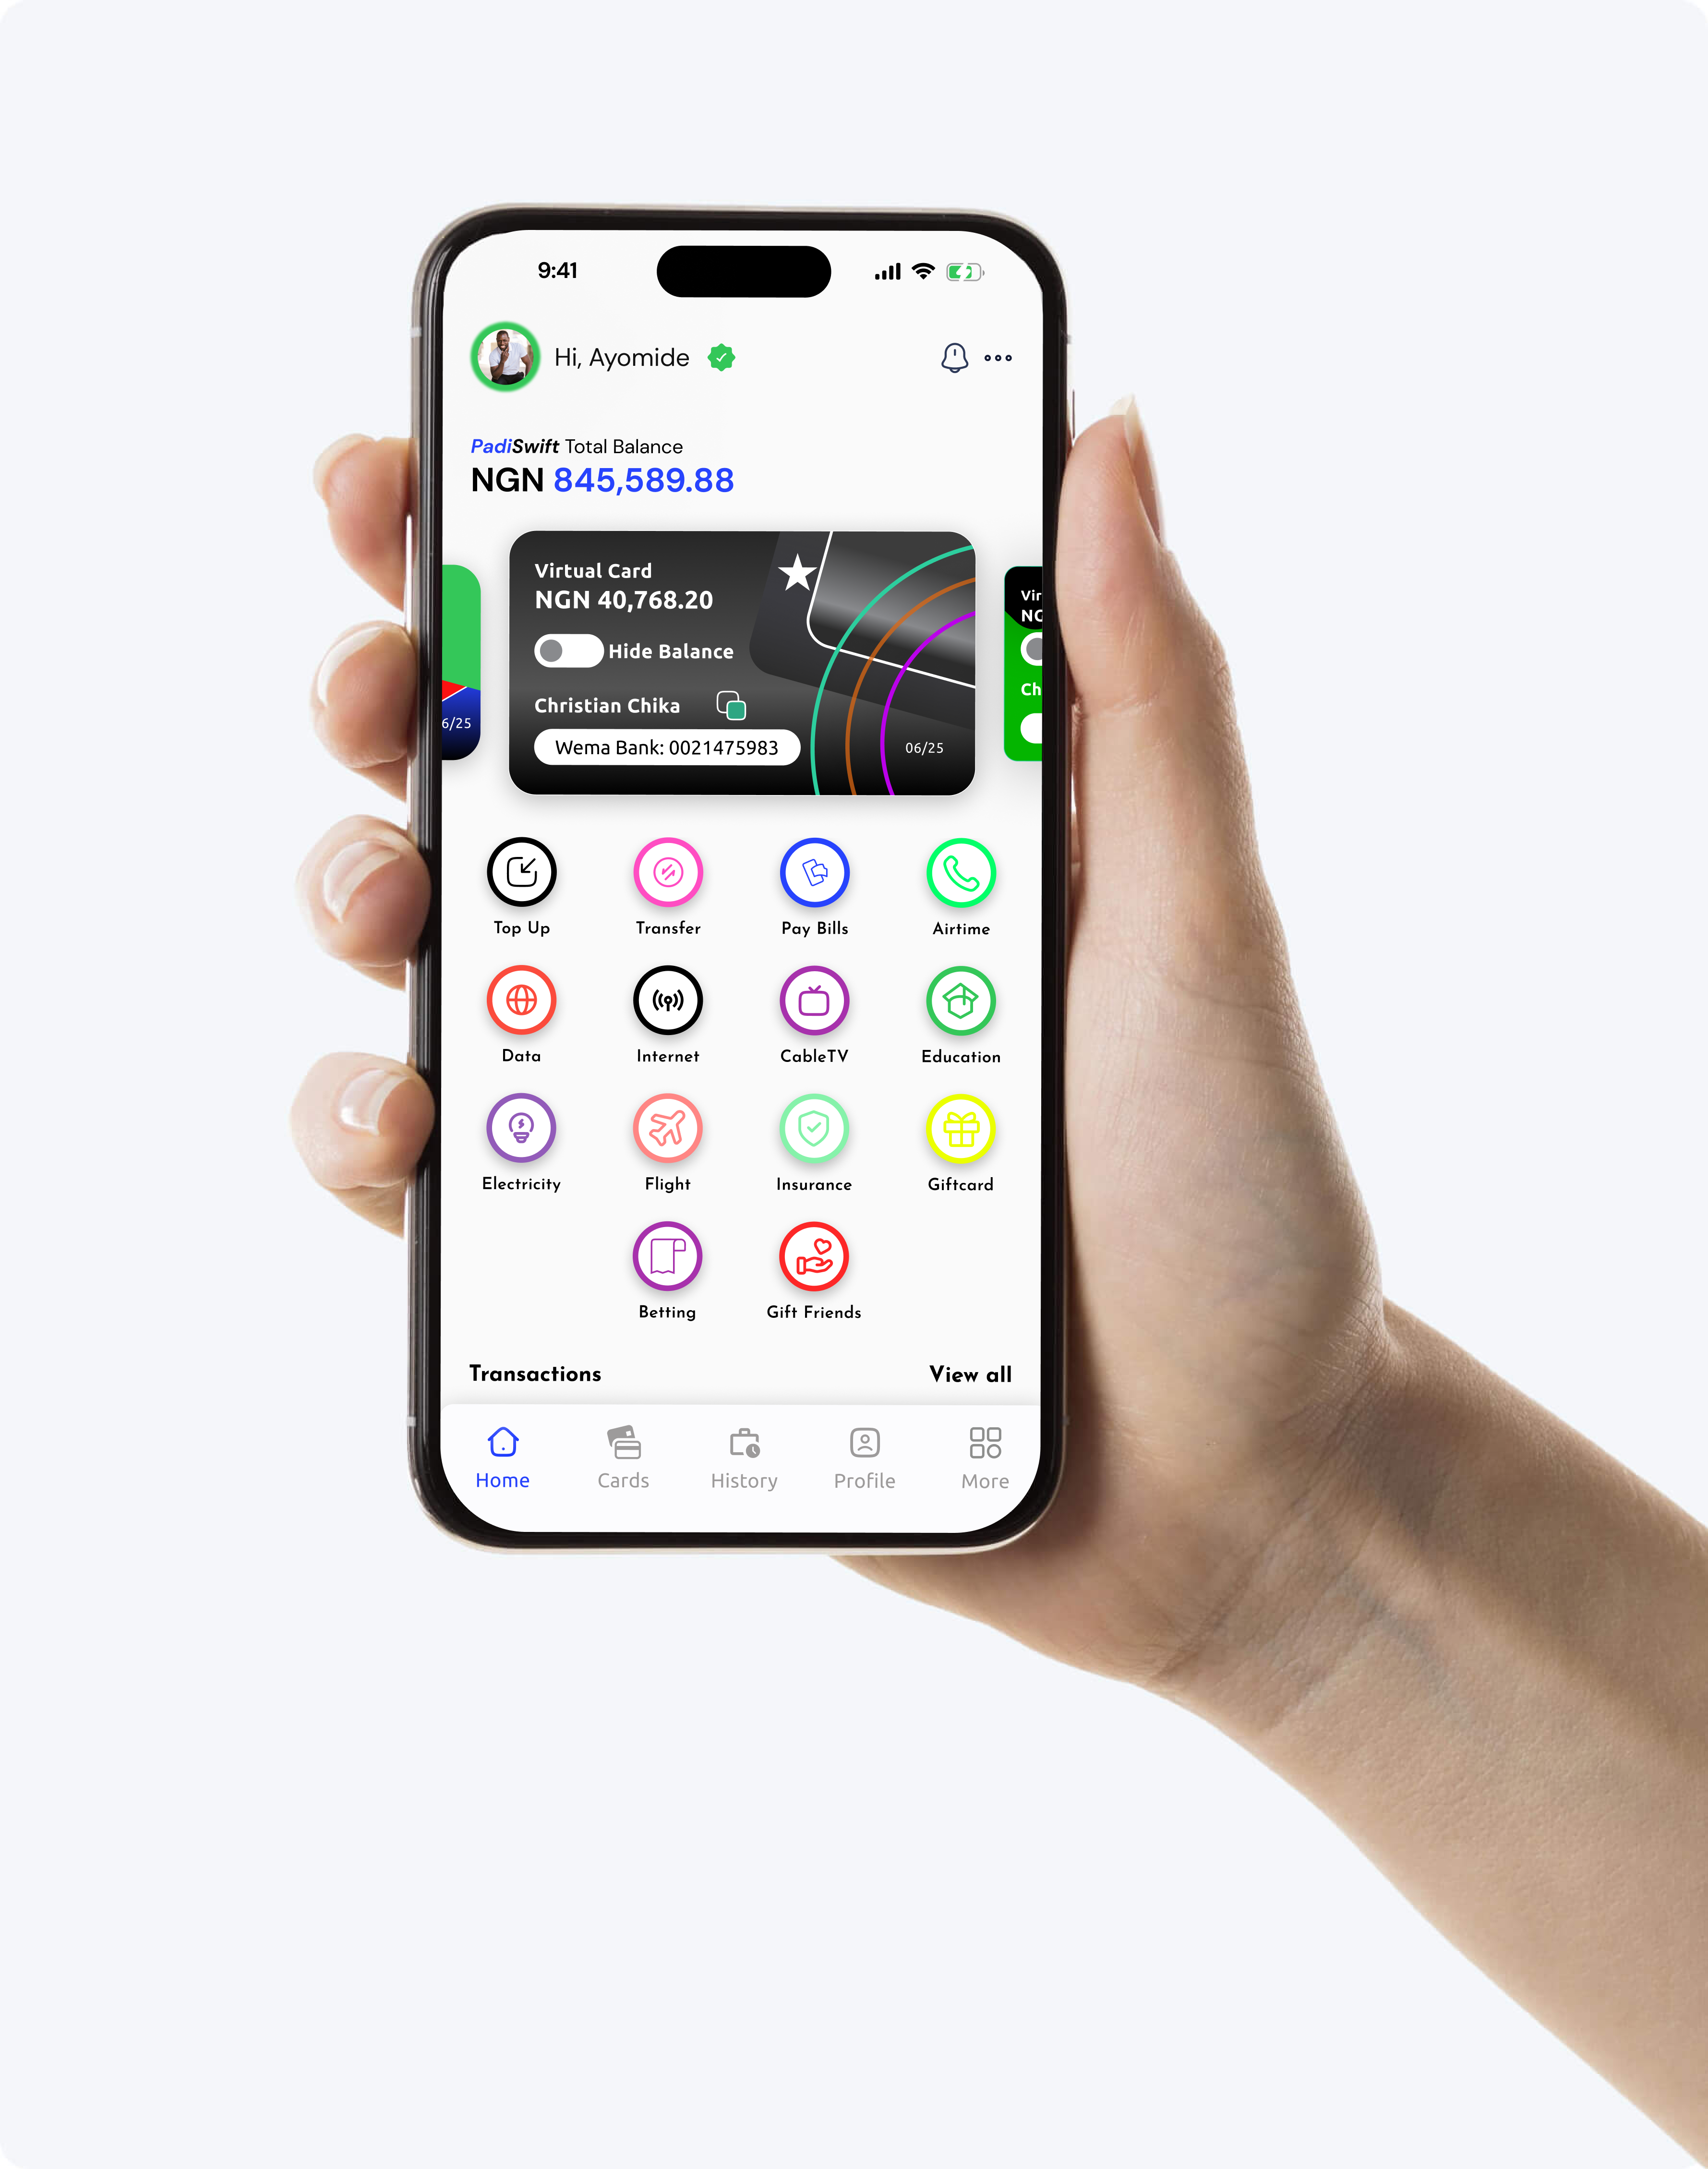 9:41
Hi, Ayomide
PadiSwift Total Balance
NGN 845,589.88
Virtual Card
NGN 40,768.20
Hide Balance
Christian Chika
Wema Bank: 0021475983
06/25
6/25
Vir
NG
Ch
Top Up
Transfer
Pay Bills
Airtime
Data
Internet
CableTV
Education
Electricity
Flight
Insurance
Giftcard
Betting
Gift Friends
Transactions
View all
Home
Cards
History
Profile
More